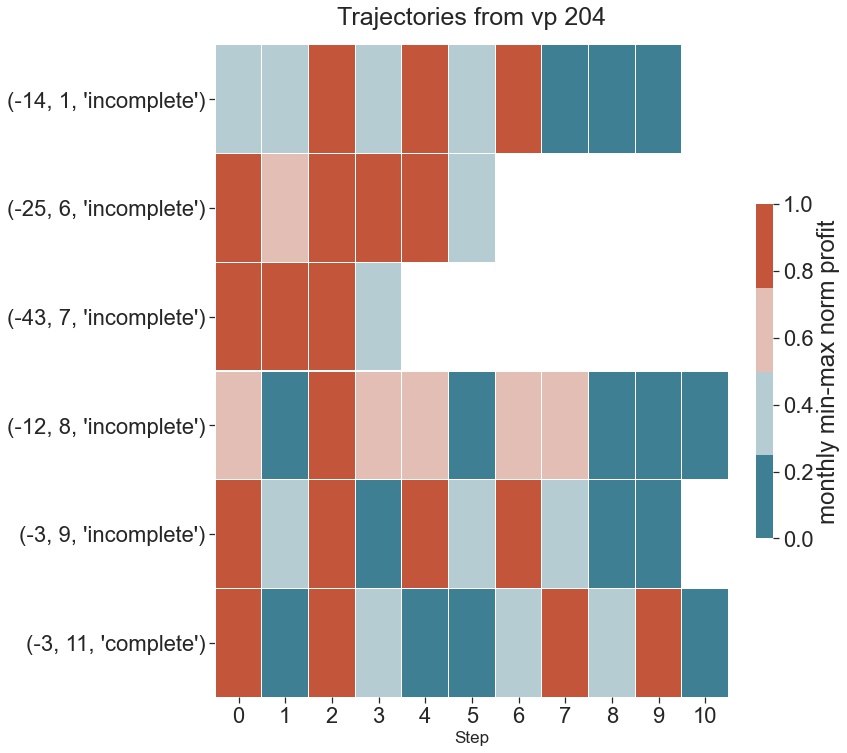 Trajectories from vp 204
(-14, 1, 'incomplete')
(-25, 6, 'incomplete')
(-43, 7, 'incomplete')
(-12, 8, 'incomplete')
(-3, 9, 'incomplete')
(-3, 11, 'complete')
0 1 2 3 4 5 6 7 8 9 10
Step
1.0
0.8
0.6
0.4
0.2
0.0
monthly min-max norm profit